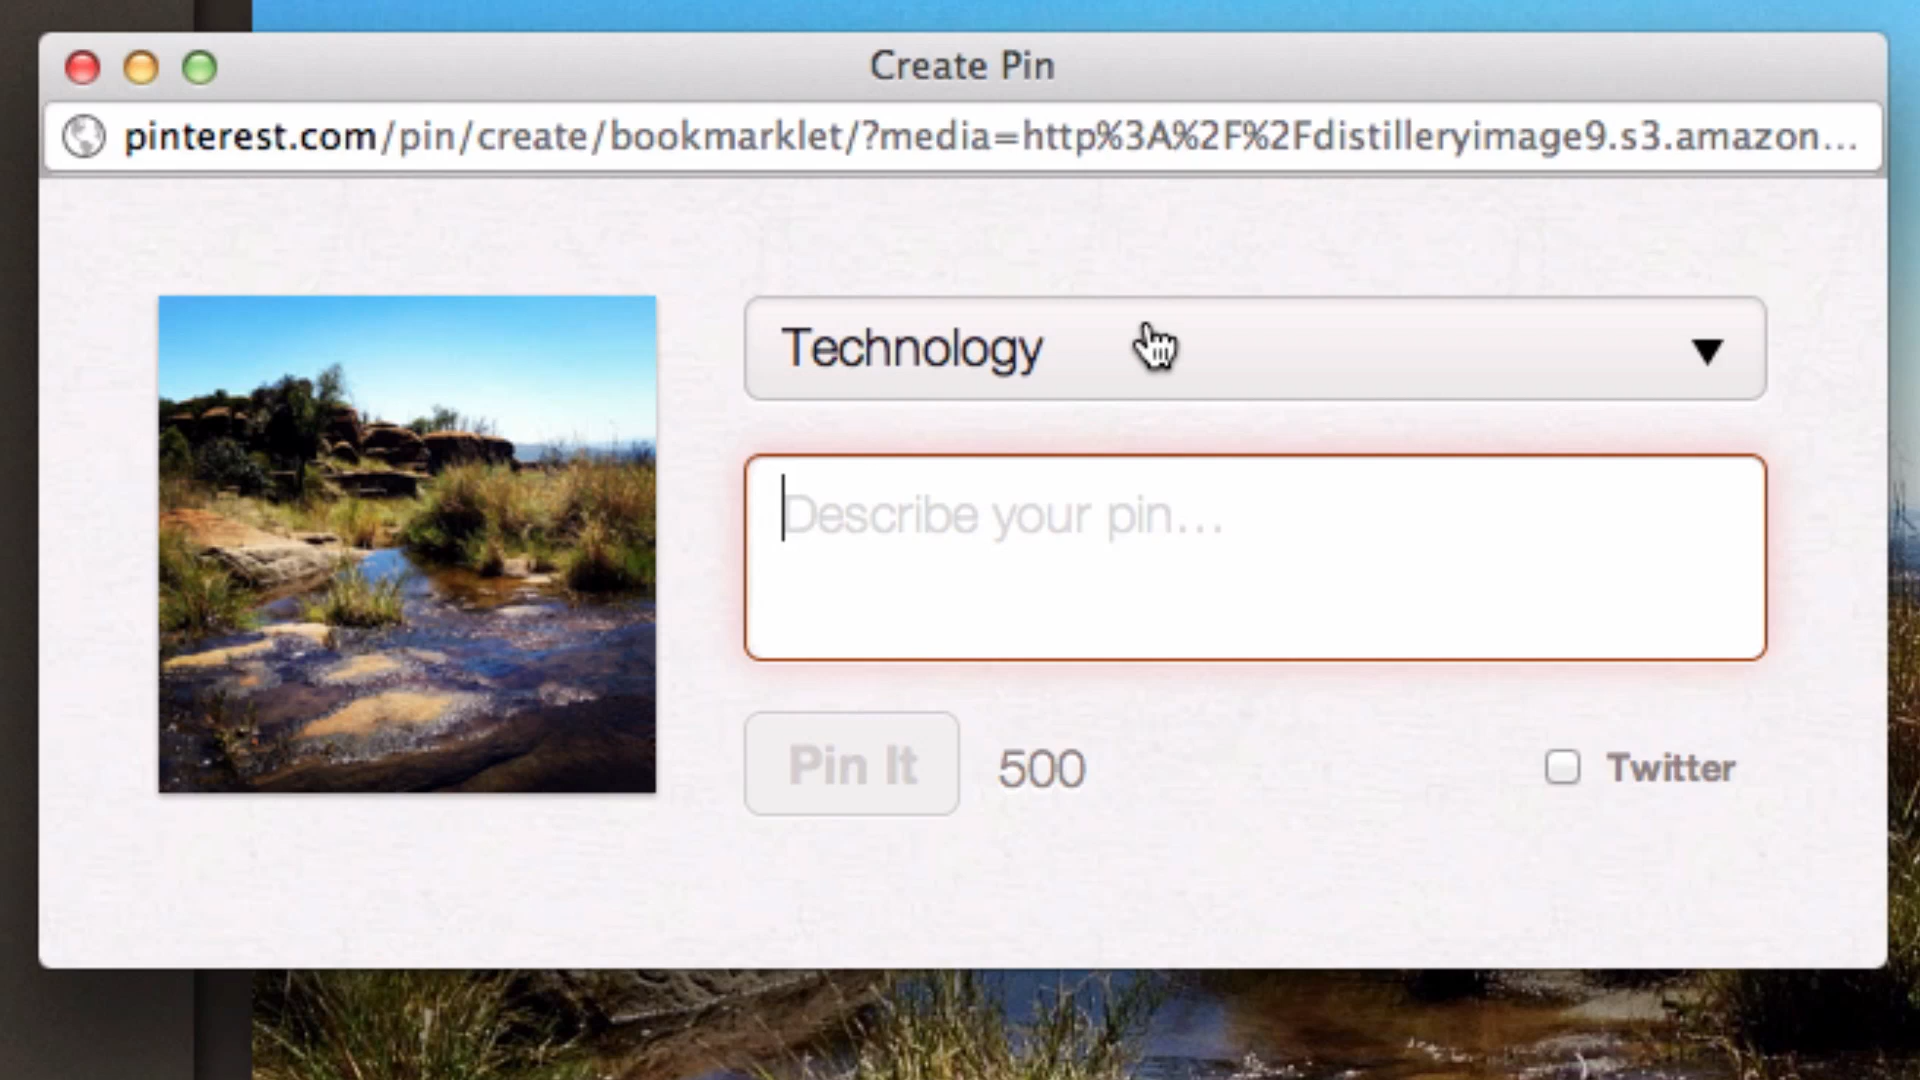 Create Pin
pinterest.com/pin/create/bookmarklet/?media=http%3A%2F%2Fdistilleryimage9.s3.amazon...
Technology
Describe your pin...
Pin It
500
Twitter